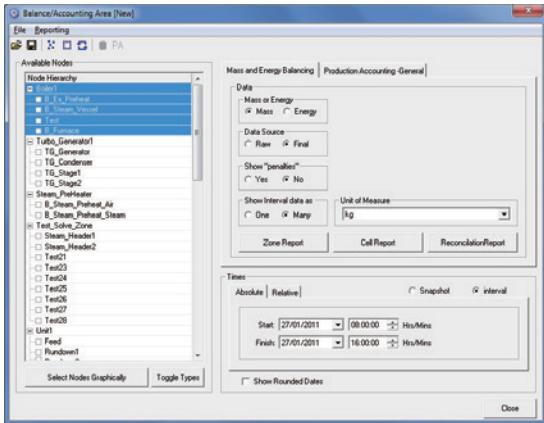 Balance/Accounting Area [New]
File Reporting
PA
Available Nodes
Node Hierarchy
Boiler1
B_Ex_Preheat
B_Steam_Vessel
Test
B_Furnace
Turbo_Generator1
TG_Generator
TG_Condenser
TG_Stage1
TG_Stage2
Steam_PreHeater
B_Steam_Preheat_Air
B_Steam_Preheat_Steam
Test_Solve_Zone
Steam_Header1
Steam_Header2
Test21
Test23
Test24
Test25
Test26
Test27
Test28
Unit1
Feed
Rundown1
Select Nodes Graphically Toggle Types
Mass and Energy Balancing Production Accounting -General
Data
Mass or Energy
Mass Energy
Data Source
Raw Final
Show "penalties"
Yes No
Show Interval data as
One Many
Unit of Measure
kg
Zone Report Cell Report ReconcilationReport
Times
Absolute Relative Snapshot interval
Start: 27/01/2011 08:00:00 Hrs/Mins
Finish: 27/01/2011 16:00:00 Hrs/Mins
Show Rounded Dates
Close